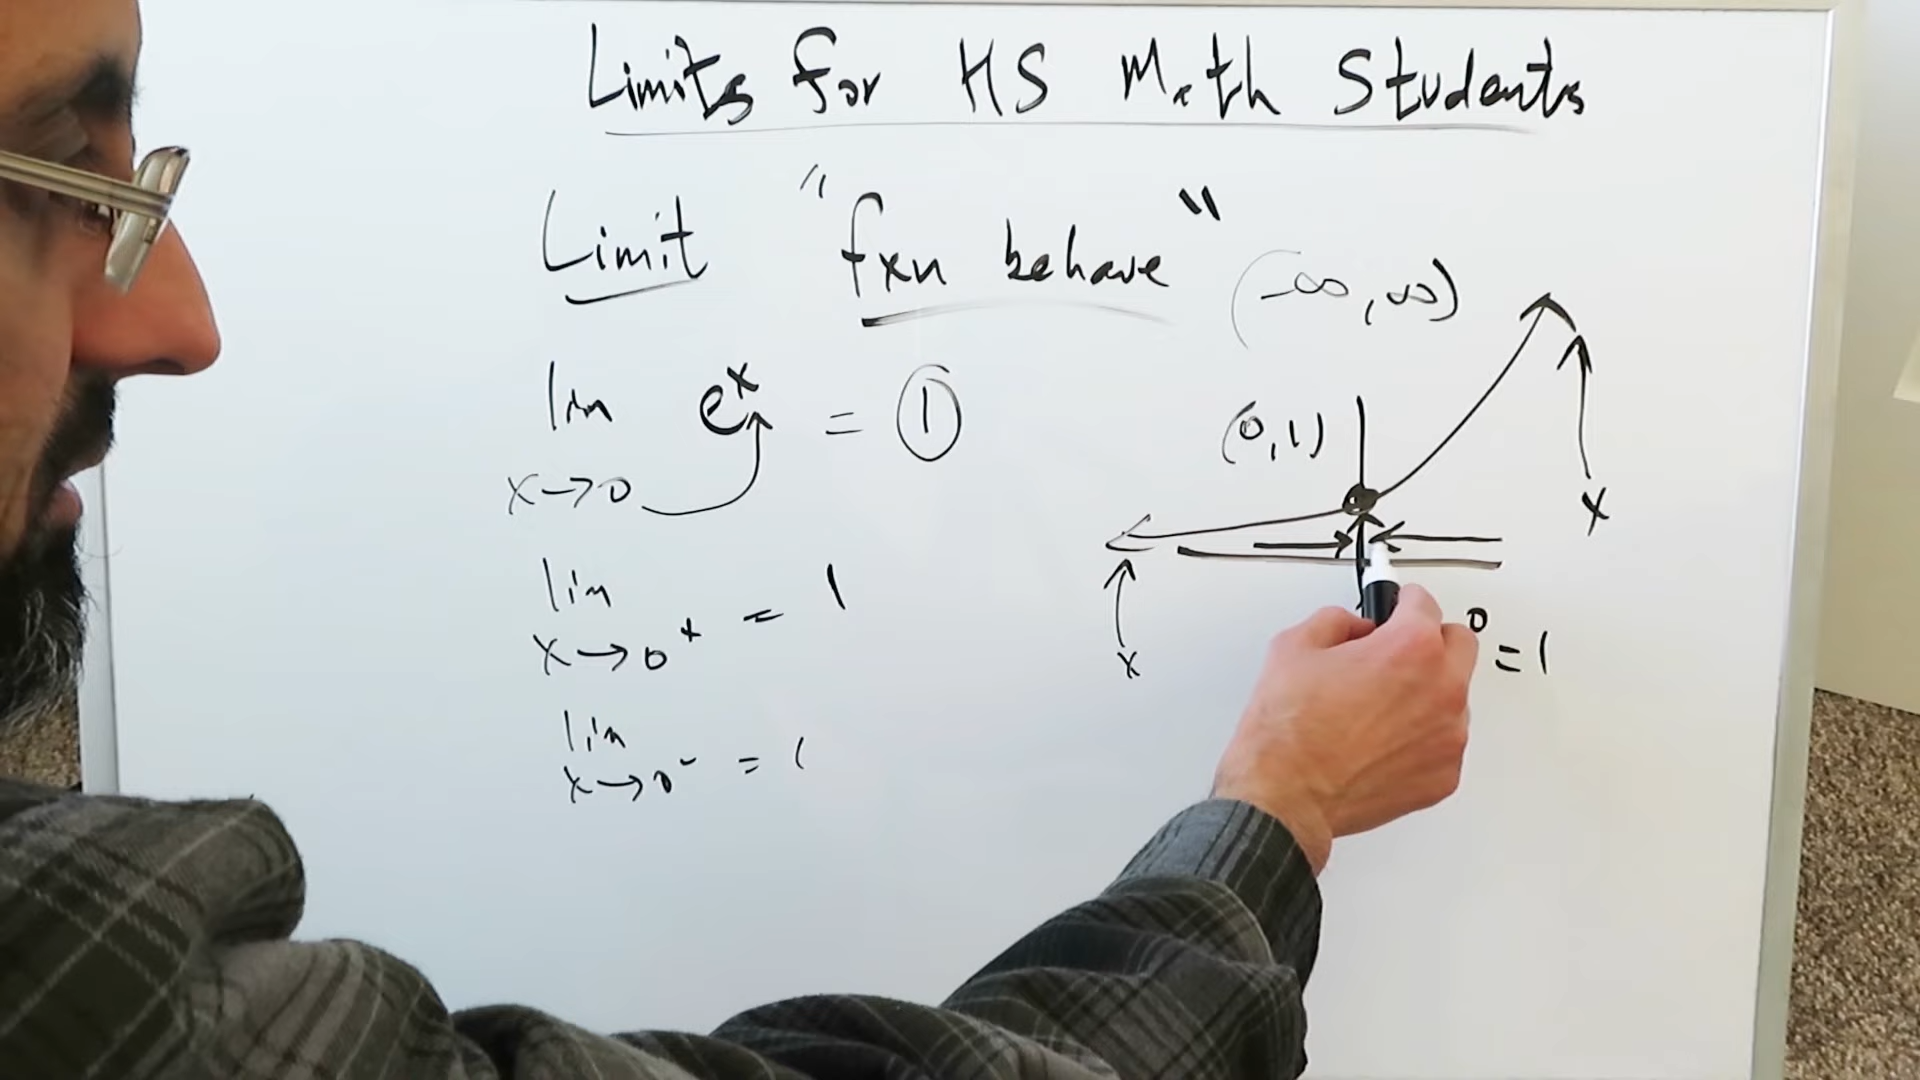 Limits for HS Math Students
Limit "fxn behave"
(-∞, ∞)
lim e^x = 1
x→0
(0,1)
x
lim = 1
x→0⁺
x
0 = 1
lim = 1
x→0⁻